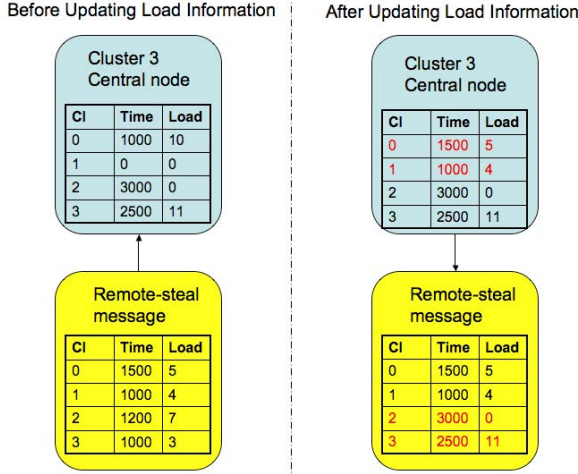 Before Updating Load Information
Cluster 3
Central node
CI Time Load
0 1000 10
1 0 0
2 3000 0
3 2500 11
Remote-steal
message
CI Time Load
0 1500 5
1 1000 4
2 1200 7
3 1000 3
After Updating Load Information
Cluster 3
Central node
CI Time Load
0 1500 5
1 1000 4
2 3000 0
3 2500 11
Remote-steal
message
CI Time Load
0 1500 5
1 1000 4
2 3000 0
3 2500 11